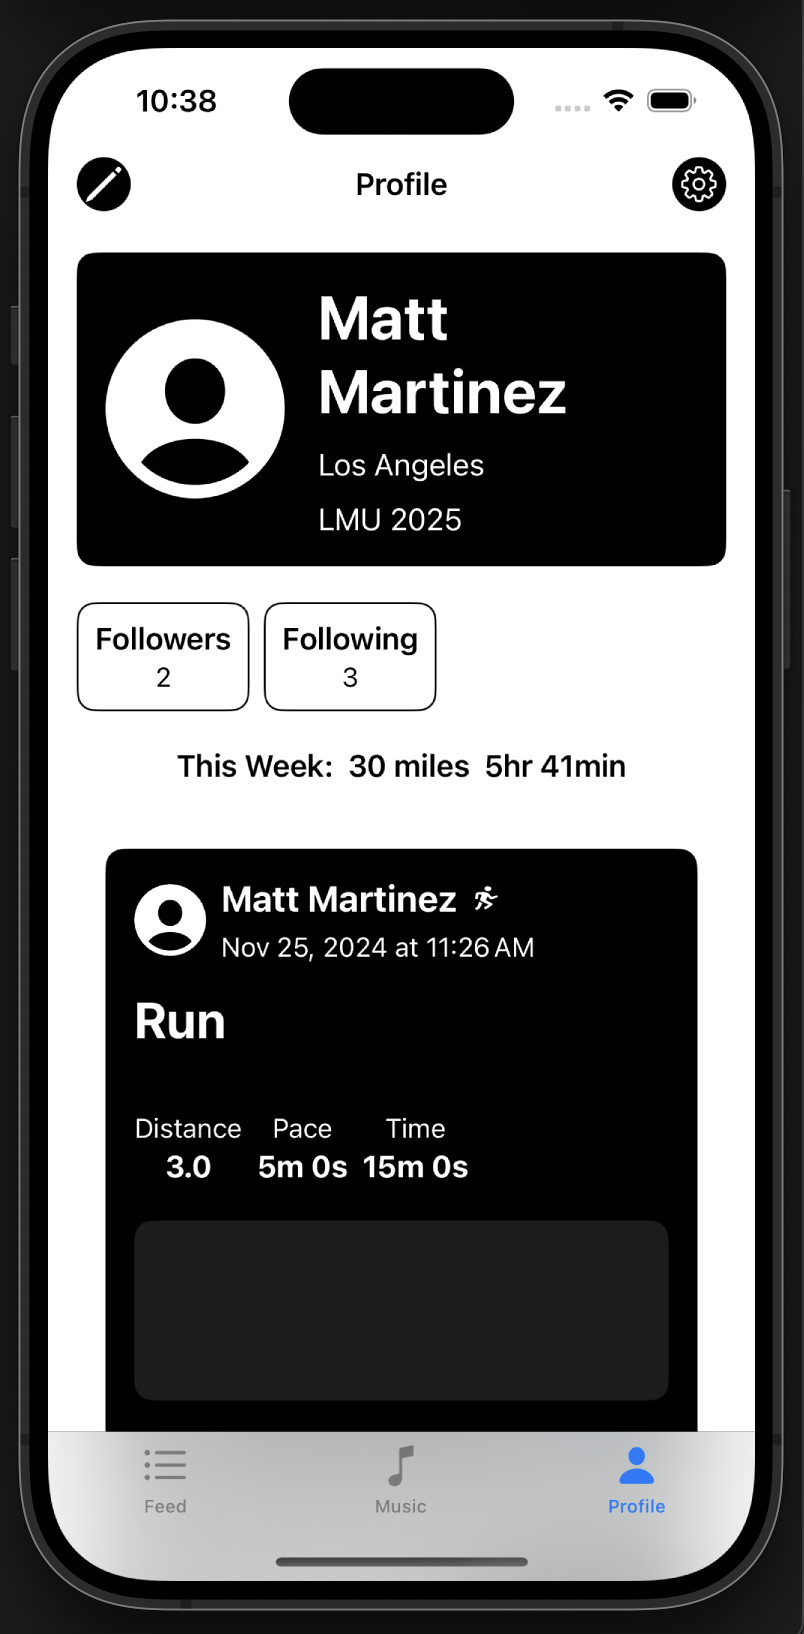 10:38
Profile
Matt
Martinez
Los Angeles
LMU 2025
Followers Following
2 3
This Week: 30 miles 5hr 41min
Matt Martinez
Nov 25, 2024 at 11:26 AM
Run
Distance Pace Time
3.0 5m 0s 15m 0s
Feed Music Profile